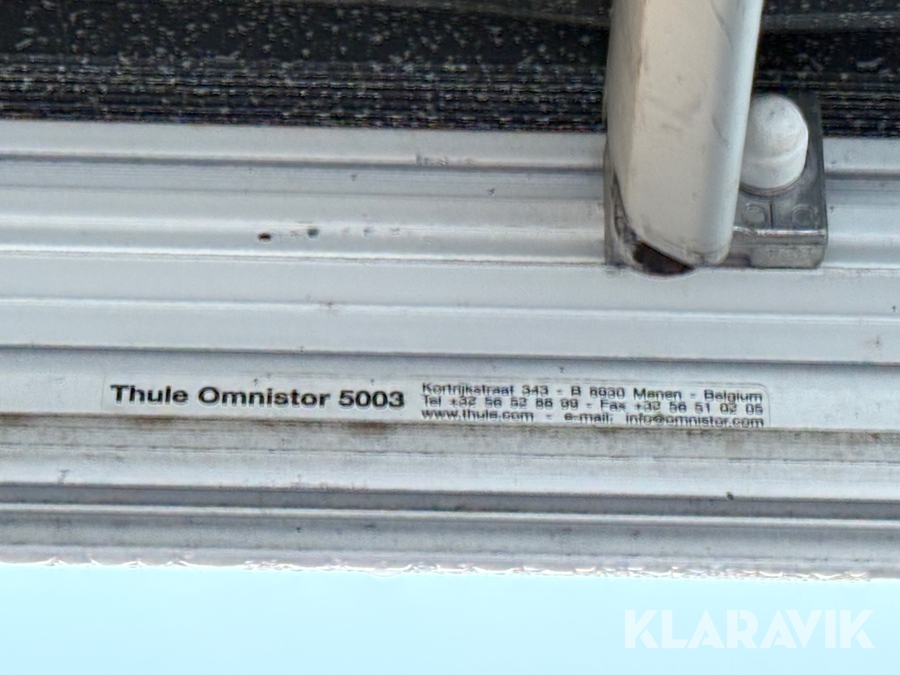 Thule Omnistor 5003
Kortrijkstraat 343 - B 8930 Menen - Belgium
Tel +32 56 52 88 99 - Fax +32 56 51 02 05
www.thule.com - e-mail: info@omnistor.com
KLARAVIK